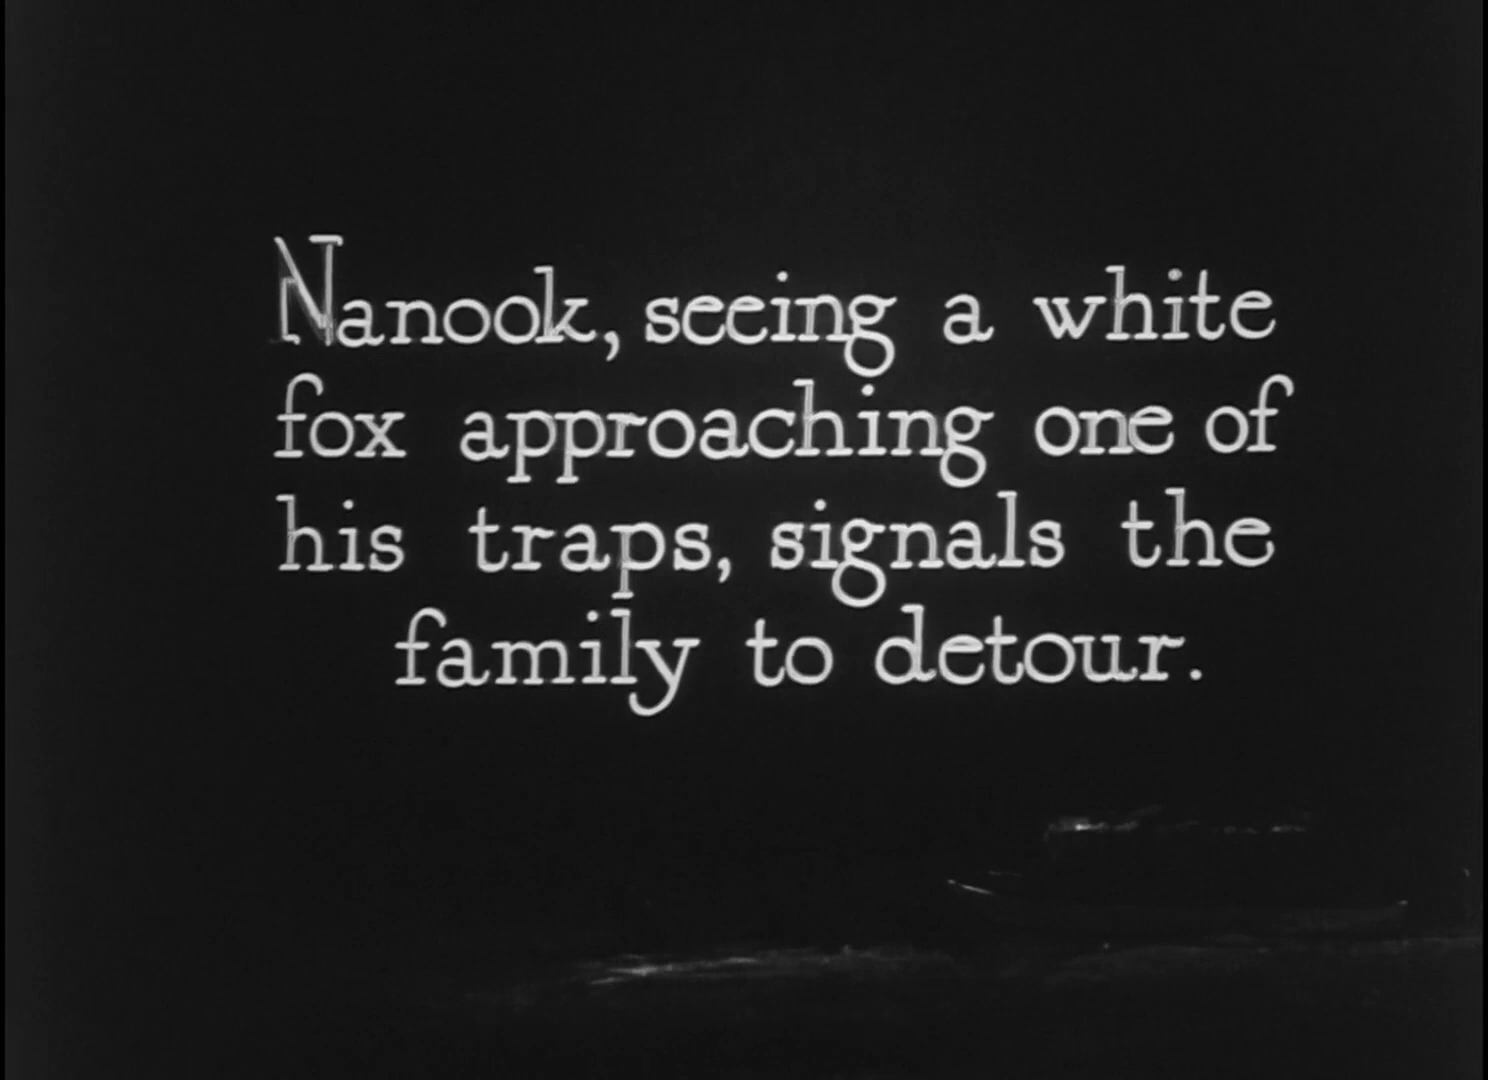 Nanook, seeing a white
fox approaching one of
his traps, signals the
family to detour.